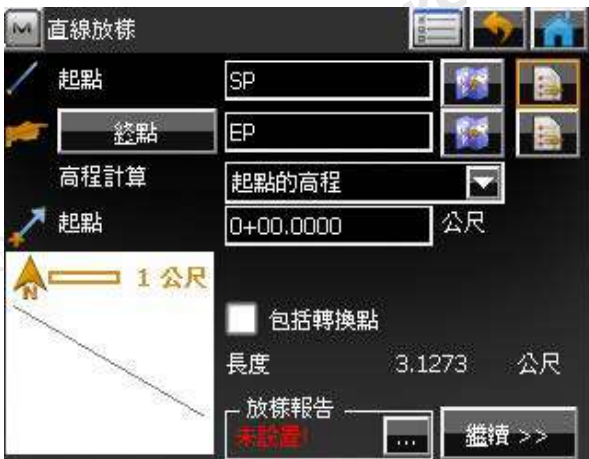 直線放樣
起點 SP
終點 EP
高程計算 起點的高程
起點 0+00.0000 公尺
N 1 公尺
包括轉換點
長度 3.1273 公尺
放樣報告
未設置! ... 繼續 >>